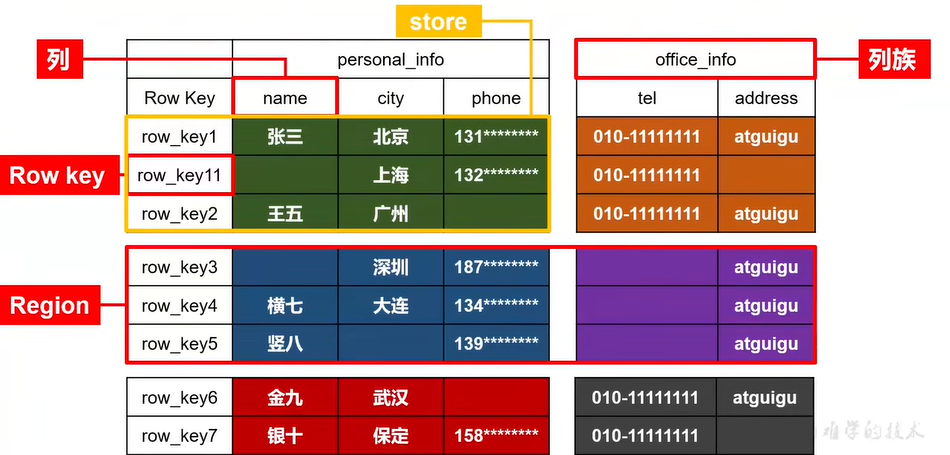 store
列
personal_info
office_info
列族
Row Key
name
city
phone
tel
address
row_key1
张三
北京
131********
010-11111111
atguigu
Row key
row_key11
上海
132********
010-11111111
row_key2
王五
广州
010-11111111
atguigu
row_key3
深圳
187********
atguigu
Region
row_key4
横七
大连
134********
atguigu
row_key5
竖八
139********
atguigu
row_key6
金九
武汉
010-11111111
atguigu
row_key7
银十
保定
158********
010-11111111
学的技术